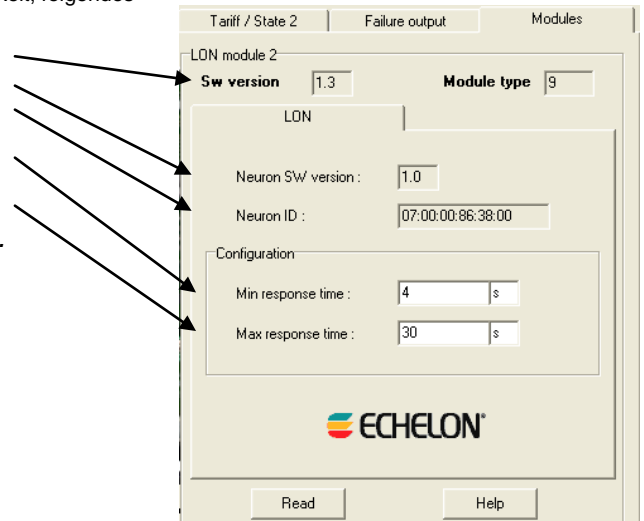 folgendes
Tariff / State 2 Failure output Modules
LON module 2
Sw version 1.3 Module type 9
LON
Neuron SW version : 1.0
Neuron ID : 07:00:00:86:38:00
Configuration
Min response time : 4 s
Max response time : 30 s
ECHELON®
Read Help